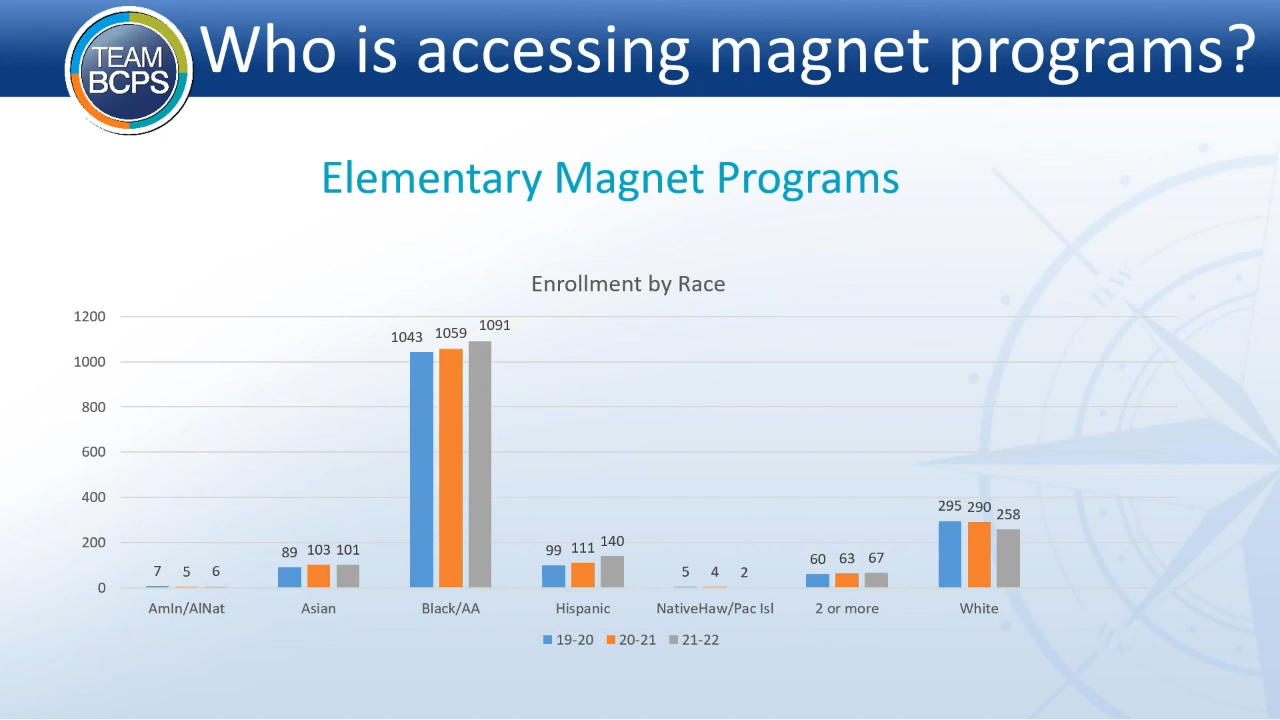 TEAM
BCPS
Who is accessing magnet programs?
Elementary Magnet Programs
Enrollment by Race
1200
1000
800
600
400
200
0
1043 1059 1091
295 290 258
7 5 6
89 103 101
99 111 140
5 4 2
60 63 67
AmIn/AlNat Asian Black/AA Hispanic NativeHaw/Pac Isl 2 or more White
19-20 20-21 21-22